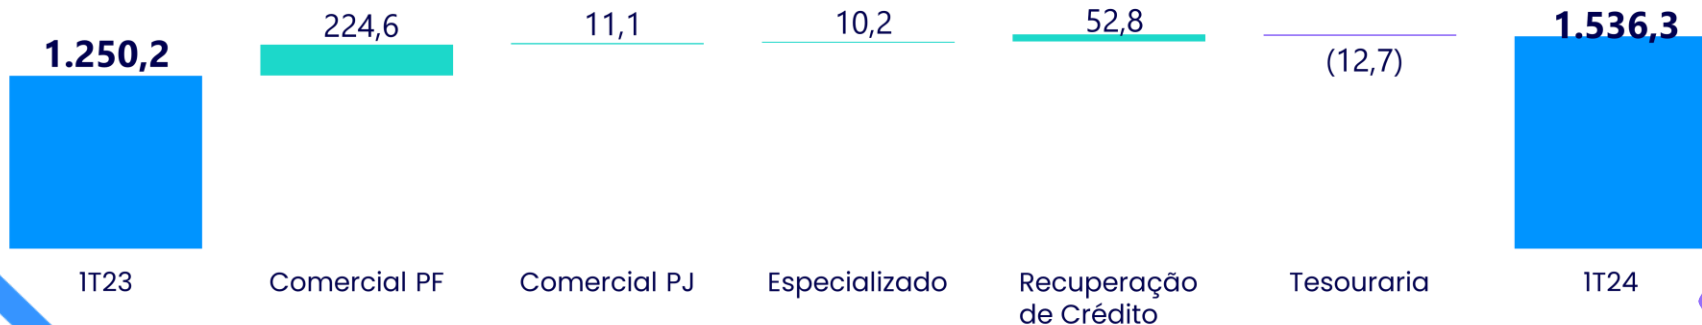 1.250,2
224,6
11,1
10,2
52,8
(12,7)
1.536,3
1T23
Comercial PF
Comercial PJ
Especializado
Recuperação
de Crédito
Tesouraria
1T24